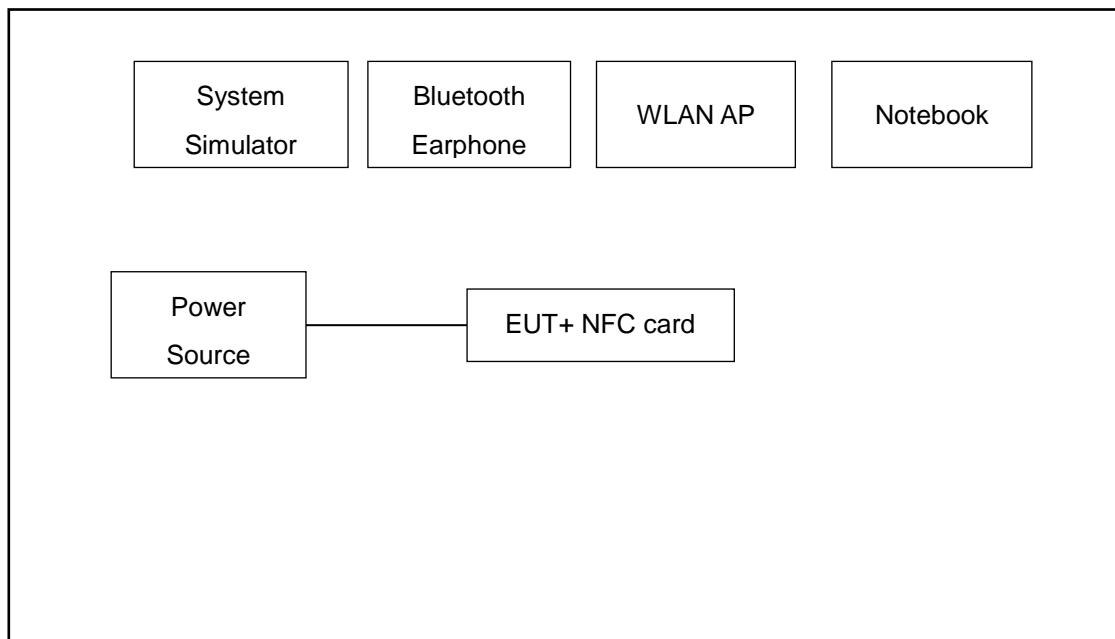 System
Simulator
Bluetooth
Earphone
WLAN AP
Notebook
Power
Source
EUT+ NFC card